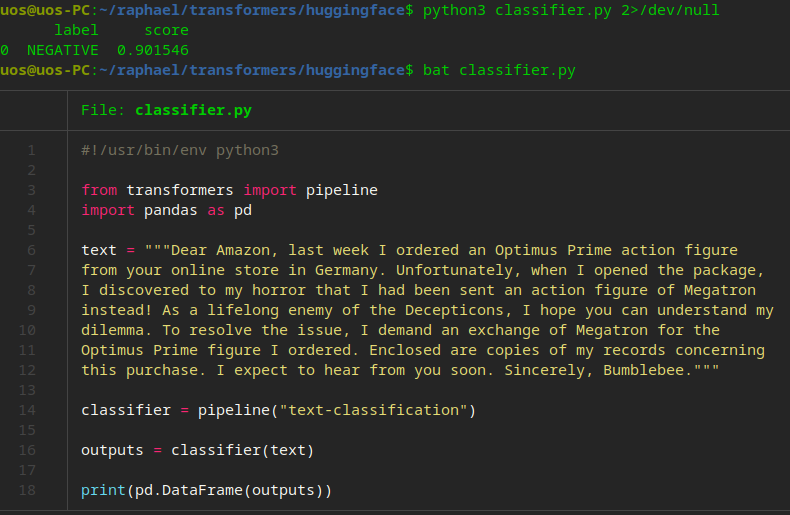 uos@uos-PC:~/raphael/transformers/huggingface$ python3 classifier.py 2>/dev/null
      label     score
0  NEGATIVE  0.901546
uos@uos-PC:~/raphael/transformers/huggingface$ bat classifier.py
File: classifier.py
1 #!/usr/bin/env python3
2
3 from transformers import pipeline
4 import pandas as pd
5
6 text = """Dear Amazon, last week I ordered an Optimus Prime action figure
7 from your online store in Germany. Unfortunately, when I opened the package,
8 I discovered to my horror that I had been sent an action figure of Megatron
9 instead! As a lifelong enemy of the Decepticons, I hope you can understand my
10 dilemma. To resolve the issue, I demand an exchange of Megatron for the
11 Optimus Prime figure I ordered. Enclosed are copies of my records concerning
12 this purchase. I expect to hear from you soon. Sincerely, Bumblebee."""
13
14 classifier = pipeline("text-classification")
15
16 outputs = classifier(text)
17
18 print(pd.DataFrame(outputs))